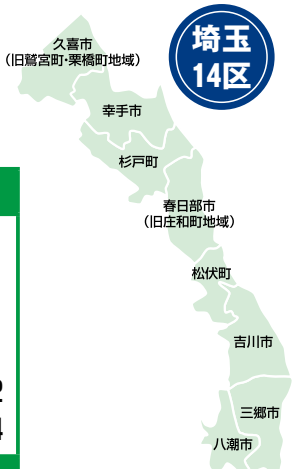 埼玉
14区
久喜市
（旧鷲宮町・栗橋町地域）
幸手市
杉戸町
春日部市
（旧庄和町地域）
松伏町
吉川市
三郷市
八潮市